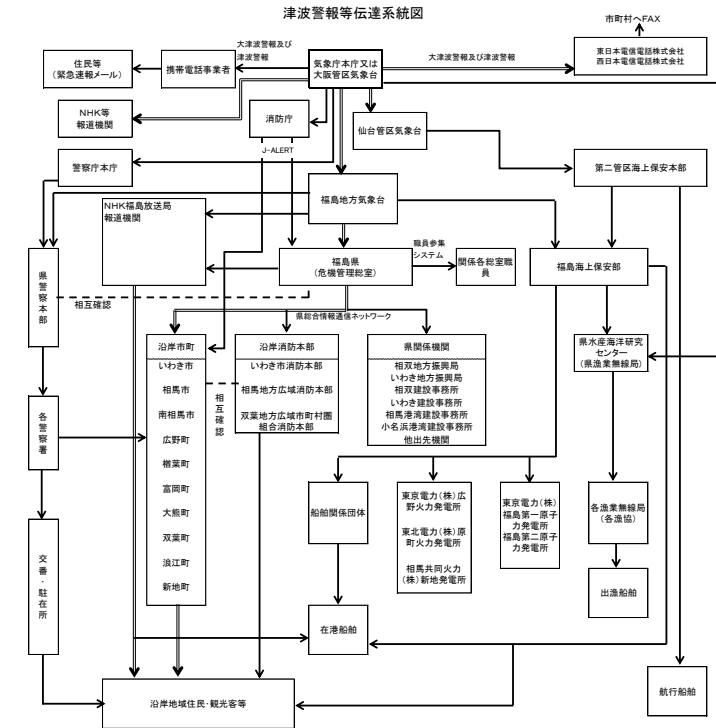 津波警報等伝達系統図
市町村へFAX
大津波警報及び
津波警報
住民等
（緊急速報メール）
携帯電話事業者
気象庁本庁又は
大阪管区気象台
大津波警報及び津波警報
東日本電信電話株式会社
西日本電信電話株式会社
NHK等
報道機関
消防庁
仙台管区気象台
J-ALERT
警察庁本庁
第二管区海上保安本部
NHK福島放送局
報道機関
福島地方気象台
県警察本部
福島県
（危機管理総室）
職員参集
システム
関係各総室職
員
福島海上保安部
相互確認
県総合情報通信ネットワーク
沿岸市町
いわき市
相馬市
南相馬市
広野町
楢葉町
富岡町
大熊町
双葉町
浪江町
新地町
相互確認
沿岸消防本部
いわき市消防本部
相馬地方広域消防本部
双葉地方広域市町村圏
組合消防本部
県関係機関
相双地方振興局
いわき地方振興局
相双建設事務所
いわき建設事務所
相馬港湾建設事務所
小名浜港湾建設事務所
他出先機関
県水産海洋研究
センター
（県漁業無線局）
各警察署
船舶関係団体
東京電力（株）広
野火力発電所
東北電力（株）原
町火力発電所
相馬共同火力
（株）新地発電所
東京電力（株）
福島第一原子
力発電所
福島第二原子
力発電所
各漁業無線局
（各漁協）
交番・駐在所
出漁船舶
在港船舶
航行船舶
沿岸地域住民・観光客等